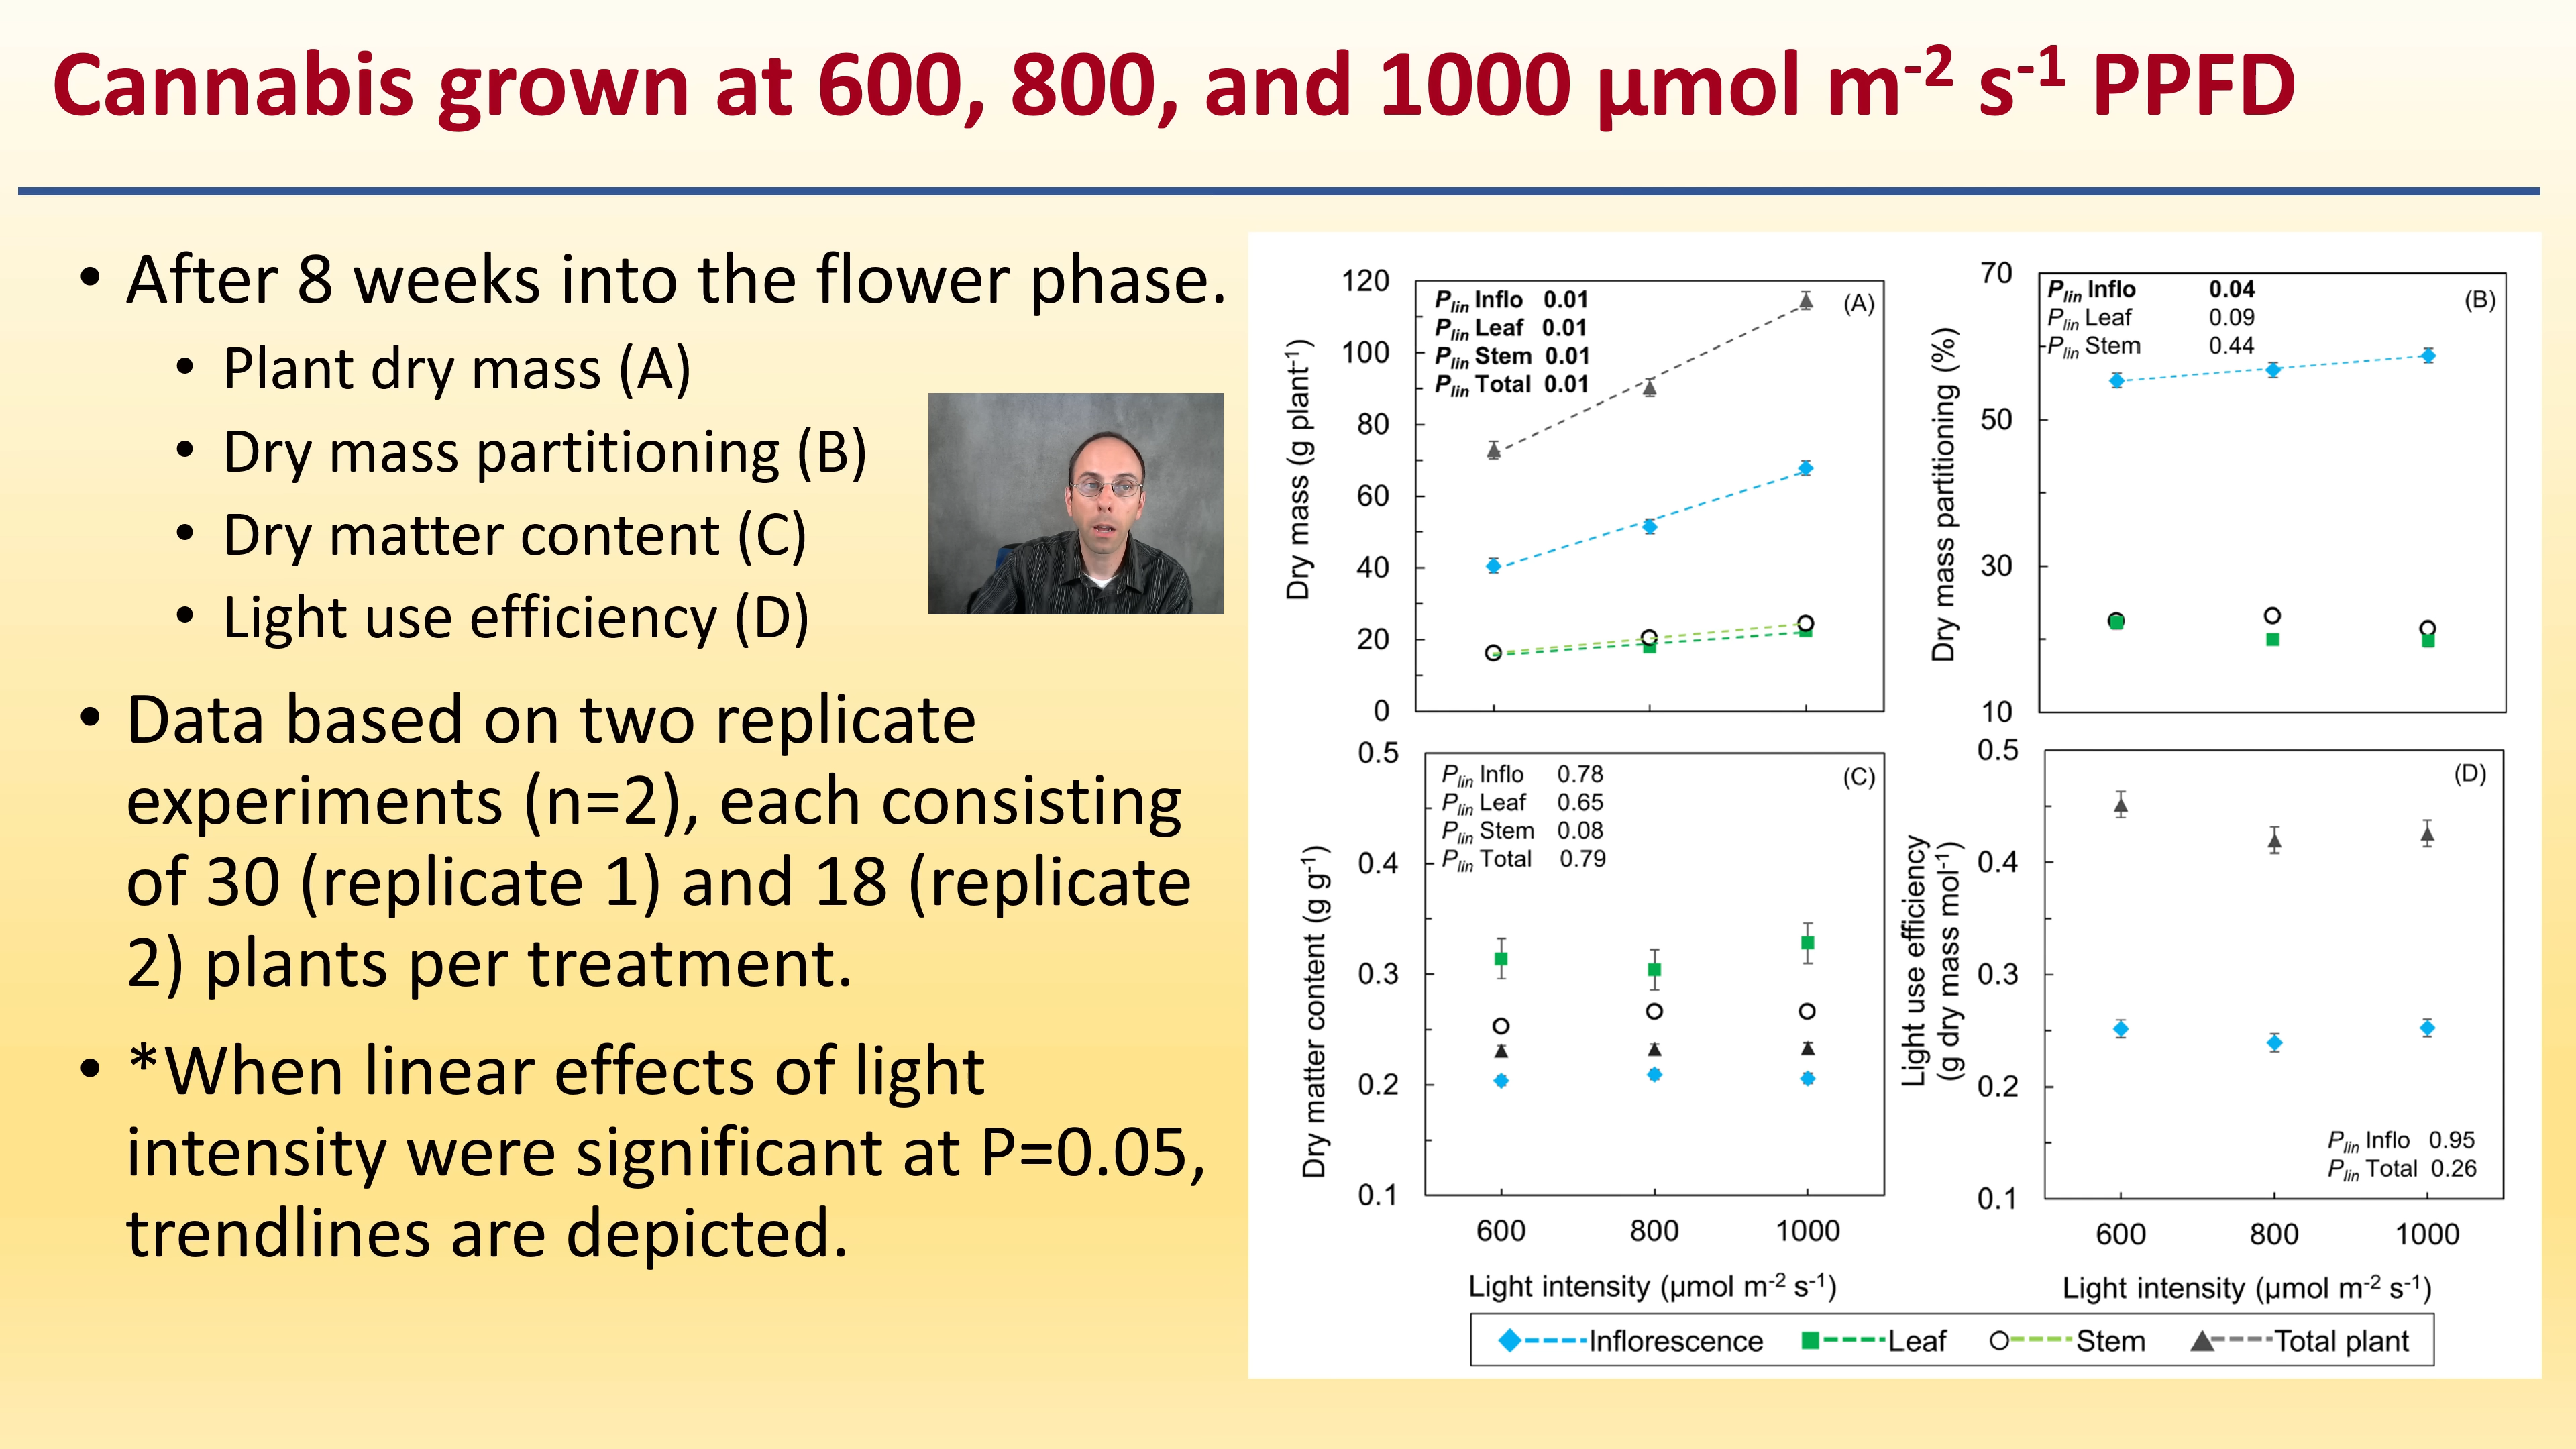 Cannabis grown at 600, 800, and 1000 µmol m-2 s-1 PPFD
• After 8 weeks into the flower phase.
• Plant dry mass (A)
• Dry mass partitioning (B)
• Dry matter content (C)
• Light use efficiency (D)
• Data based on two replicate
experiments (n=2), each consisting
of 30 (replicate 1) and 18 (replicate
2) plants per treatment.
• *When linear effects of light
intensity were significant at P=0.05,
trendlines are depicted.
Dry mass (g plant-1)
120
100
80
60
40
20
0
Plin Inflo 0.01
Plin Leaf 0.01
Plin Stem 0.01
Plin Total 0.01
(A)
Dry mass partitioning (%)
70
50
30
10
Plin Inflo 0.04
Plin Leaf 0.09
Plin Stem 0.44
(B)
Dry matter content (g g-1)
0.5
0.4
0.3
0.2
0.1
Plin Inflo 0.78
Plin Leaf 0.65
Plin Stem 0.08
Plin Total 0.79
(C)
600 800 1000
Light intensity (µmol m-2 s-1)
Light use efficiency
(g dry mass mol-1)
0.5
0.4
0.3
0.2
0.1
(D)
Plin Inflo 0.95
Plin Total 0.26
600 800 1000
Light intensity (µmol m-2 s-1)
Inflorescence Leaf Stem Total plant